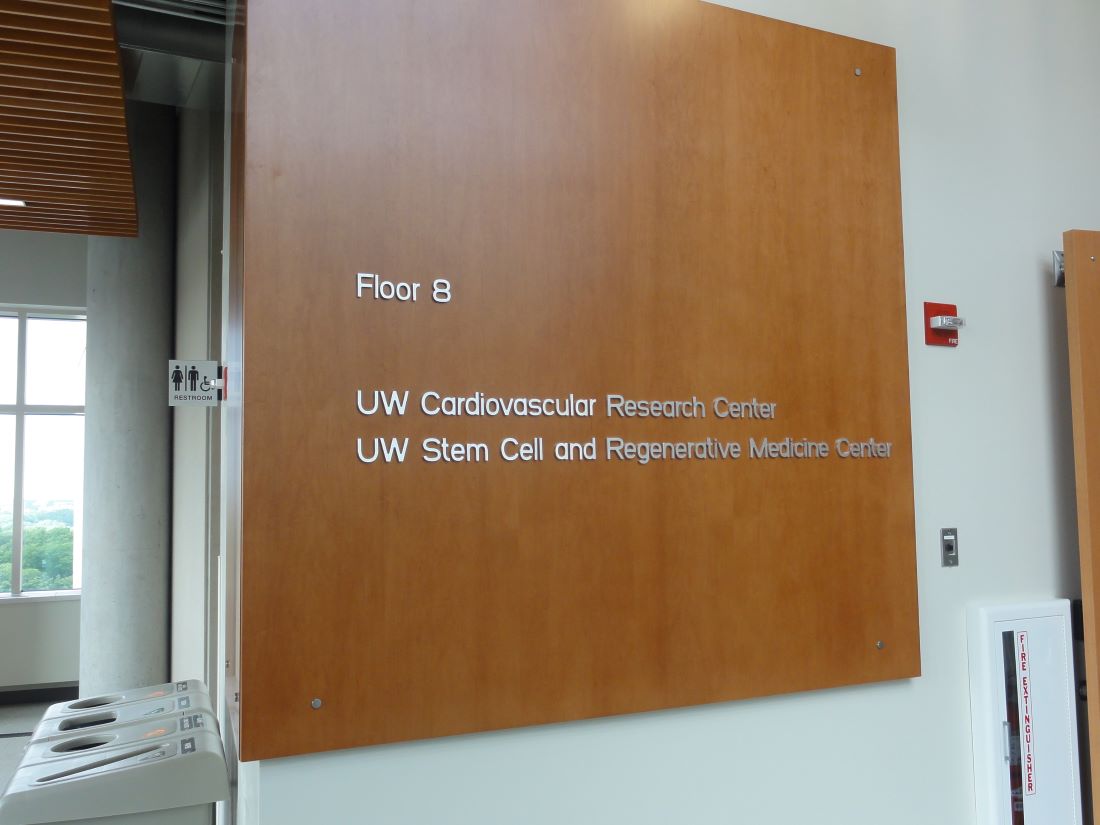 Floor 8
UW Cardiovascular Research Center
UW Stem Cell and Regenerative Medicine Center
RESTROOM
FIRE
FIRE EXTINGUISHER